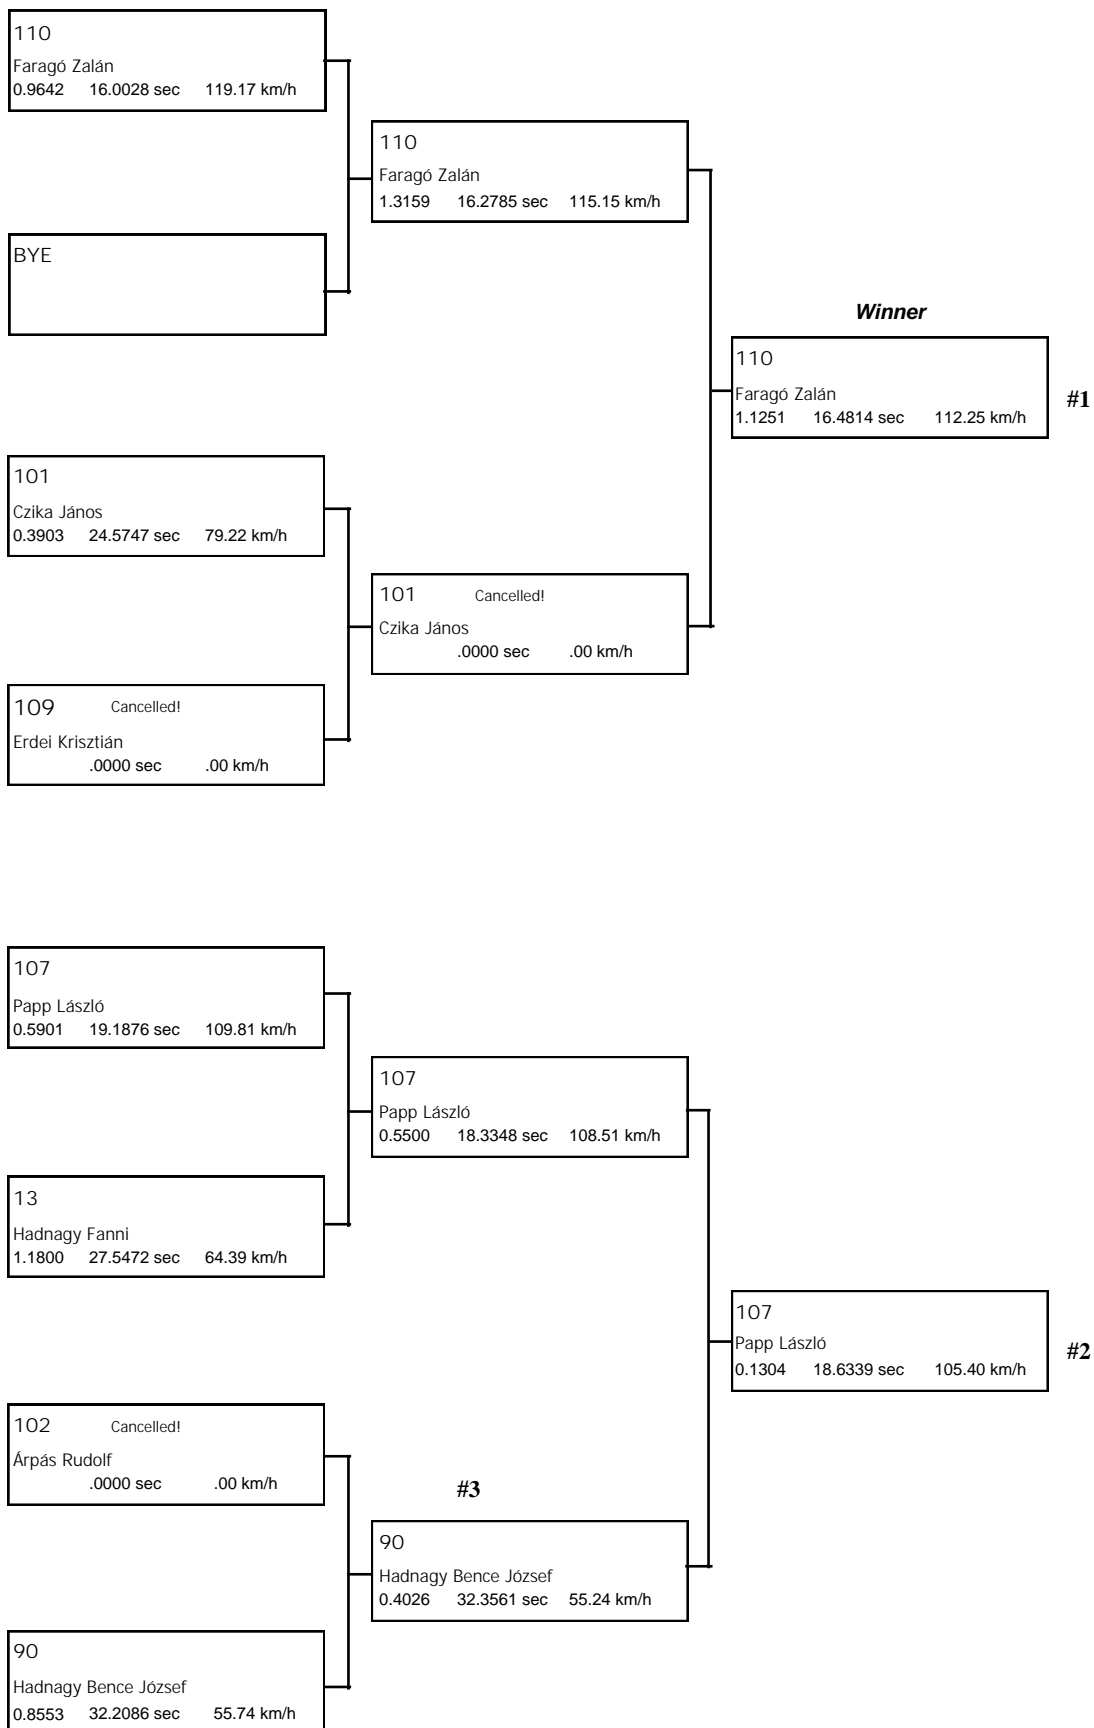 110
Faragó Zalán
0.9642 16.0028 sec 119.17 km/h
110
Faragó Zalán
1.3159 16.2785 sec 115.15 km/h
BYE
Winner
110
Faragó Zalán
1.1251 16.4814 sec 112.25 km/h
#1
101
Czika János
0.3903 24.5747 sec 79.22 km/h
101 Cancelled!
Czika János
.0000 sec .00 km/h
109 Cancelled!
Erdei Krisztián
.0000 sec .00 km/h
107
Papp László
0.5901 19.1876 sec 109.81 km/h
107
Papp László
0.5500 18.3348 sec 108.51 km/h
13
Hadnagy Fanni
1.1800 27.5472 sec 64.39 km/h
107
Papp László
0.1304 18.6339 sec 105.40 km/h
#2
102 Cancelled!
Árpás Rudolf
.0000 sec .00 km/h
#3
90
Hadnagy Bence József
0.4026 32.3561 sec 55.24 km/h
90
Hadnagy Bence József
0.8553 32.2086 sec 55.74 km/h